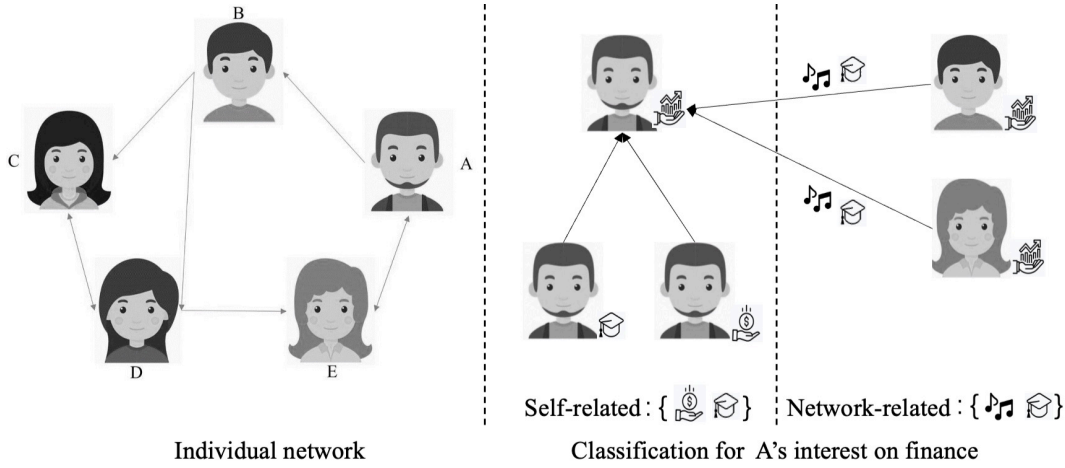 B
C
A
D
E
Self-related: { }
Network-related: { }
Individual network
Classification for A's interest on finance